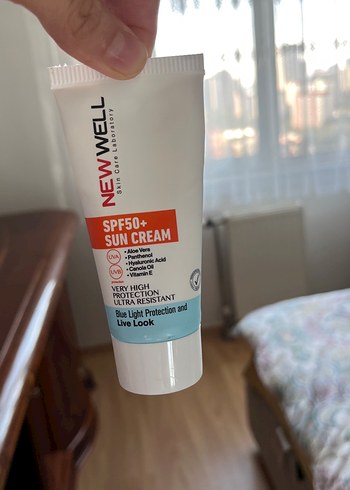 NEW WELL
Skin Care Laboratory
SPF50+
SUN CREAM
UVA
UVB
• Aloe Vera
• Panthenol
• Hyaluronic Acid
• Canola Oil
• Vitamin E
VERY HIGH
PROTECTION
ULTRA RESISTANT
Blue Light Protection and
Live Look